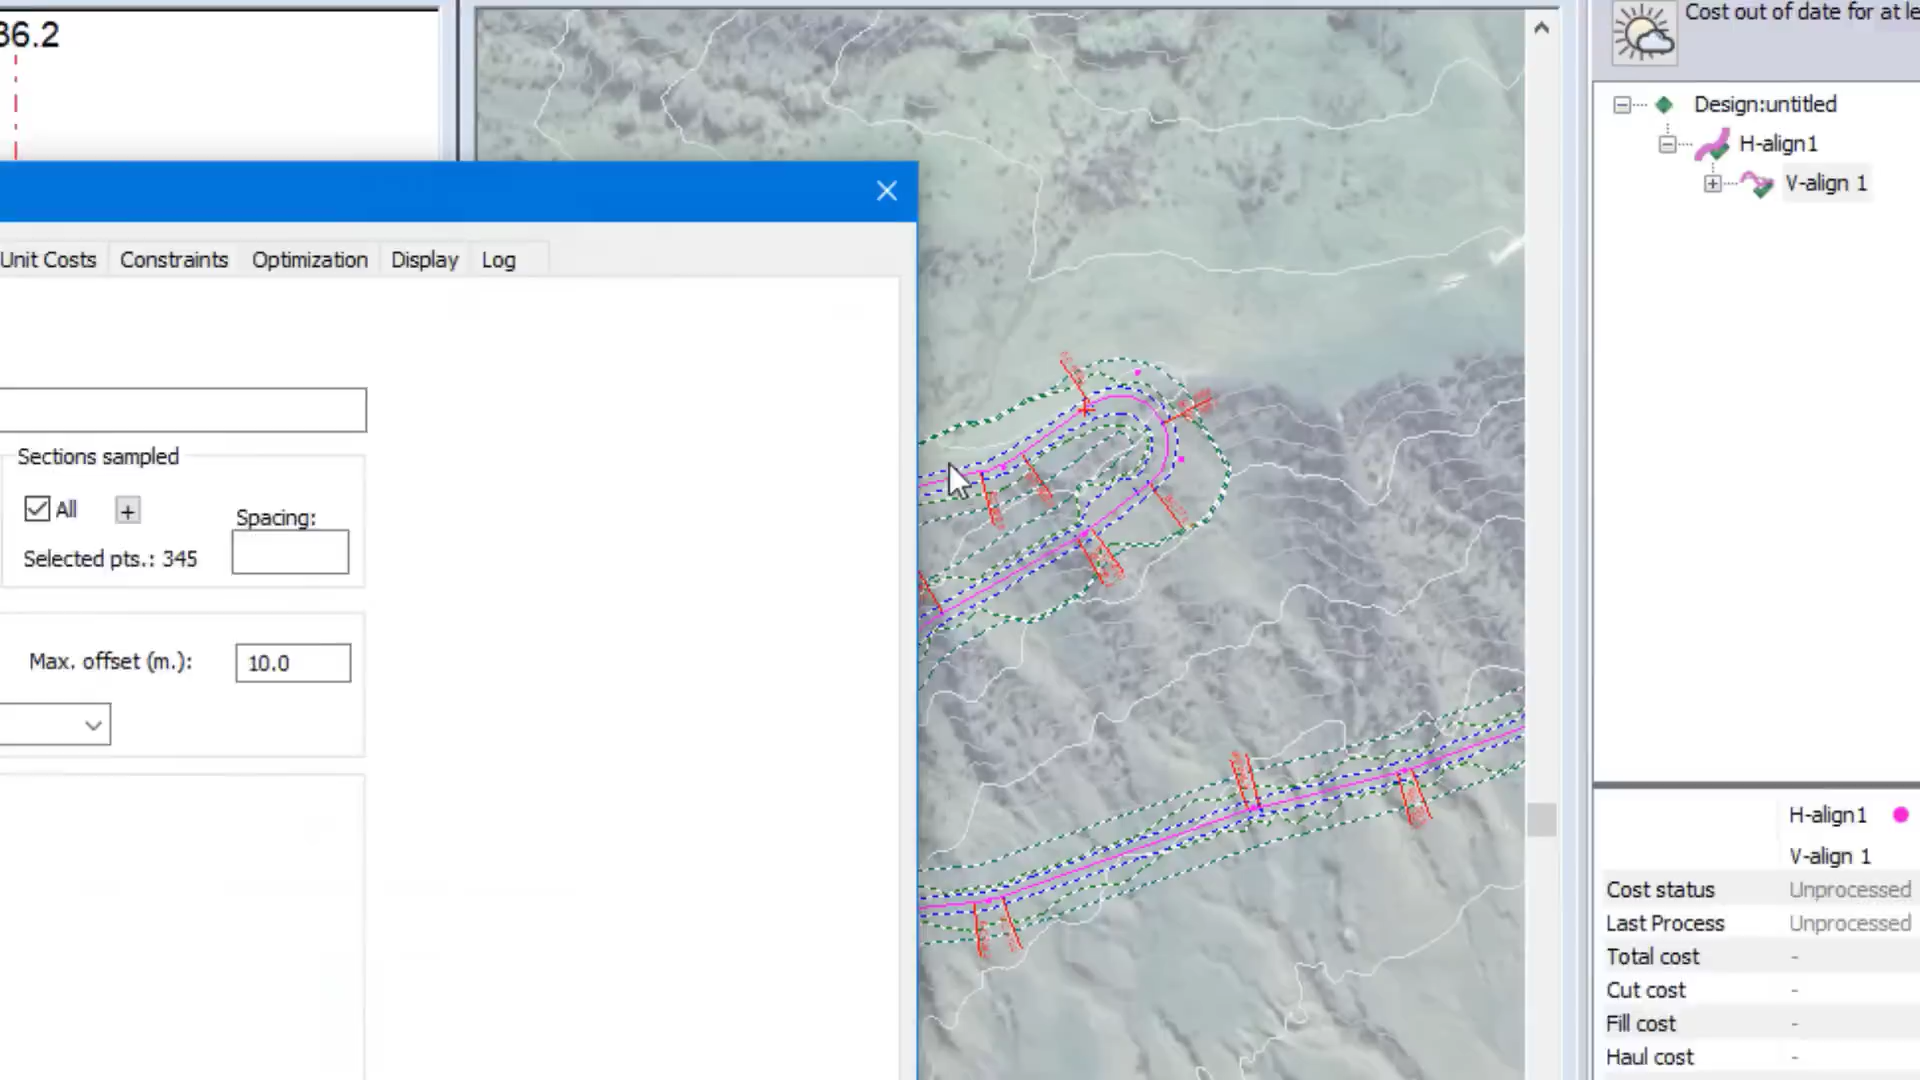 36.2
Cost out of date for at le
Design:untitled
H-align1
V-align 1
Unit Costs Constraints Optimization Display Log
Sections sampled
All +
Spacing:
Selected pts.: 345
Max. offset (m.): 10.0
H-align1
V-align 1
Cost status Unprocessed
Last Process Unprocessed
Total cost -
Cut cost -
Fill cost -
Haul cost -